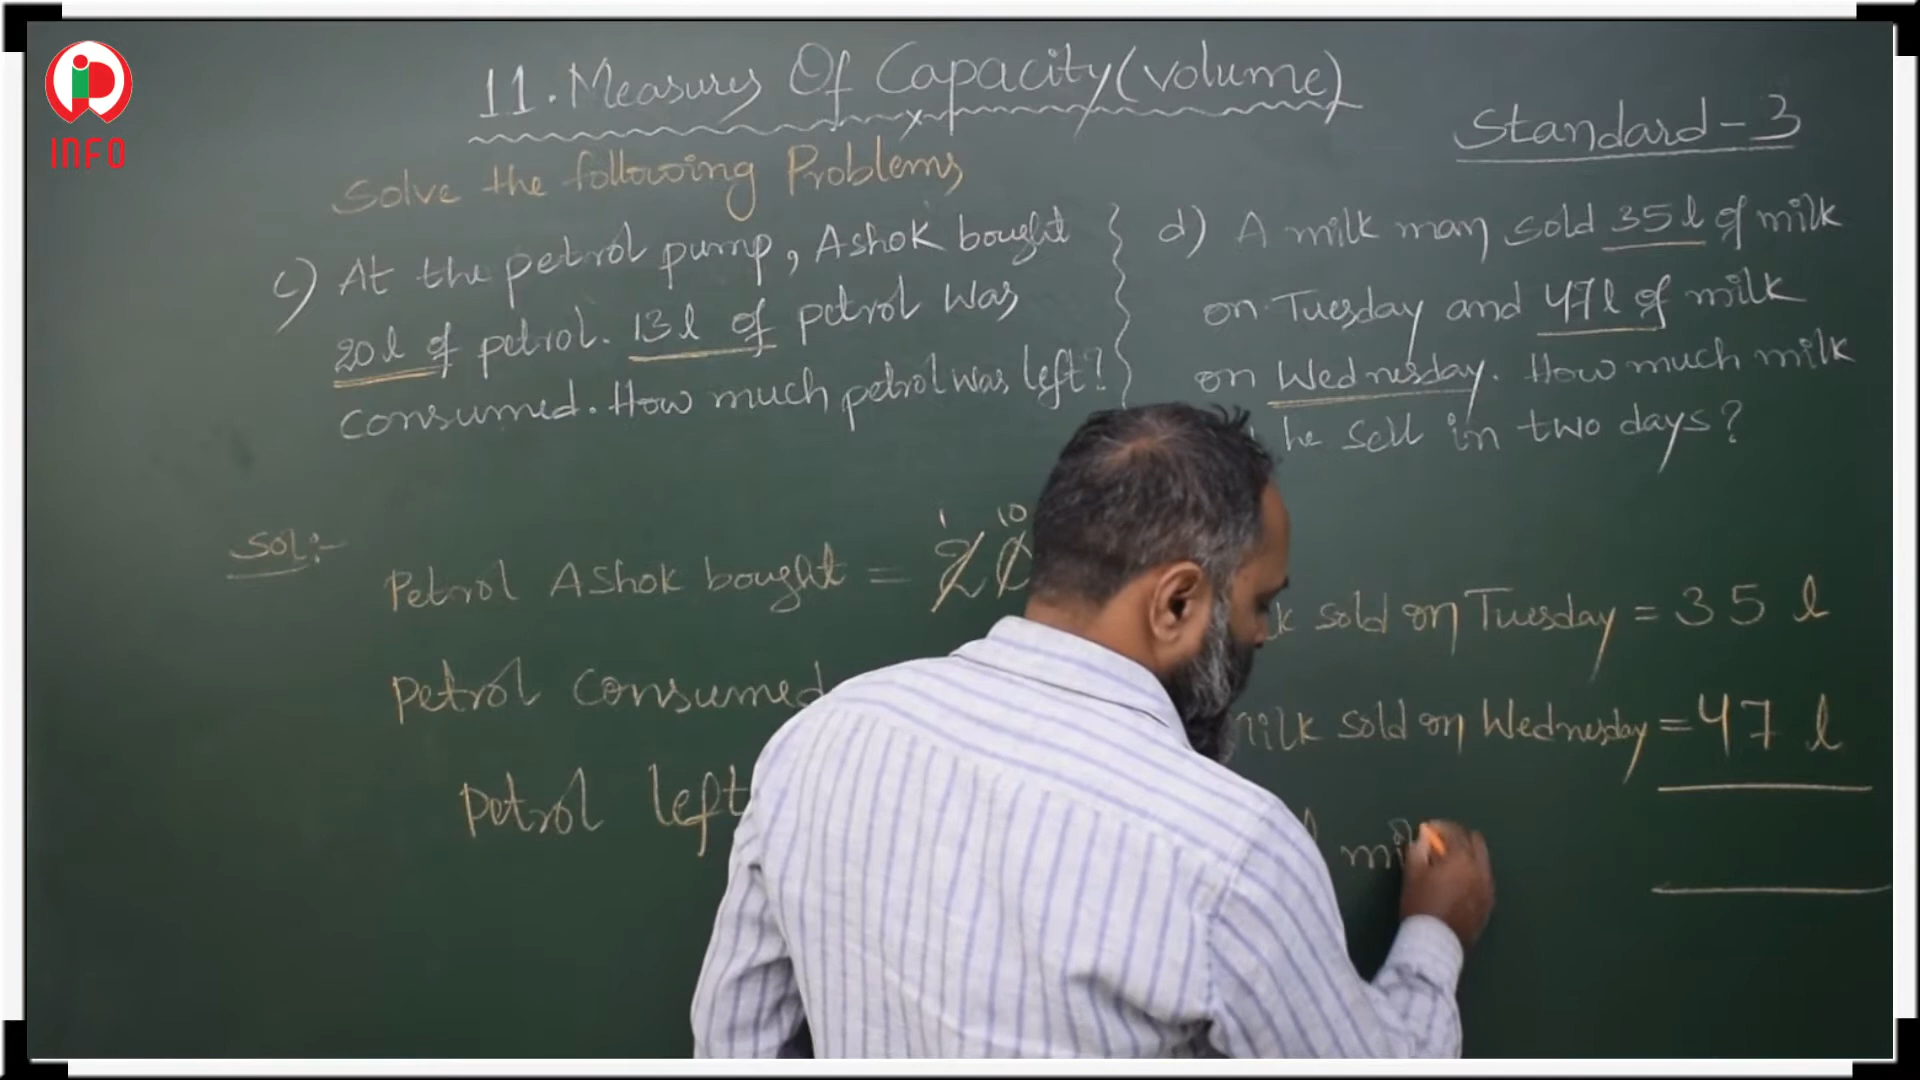 INFO
11. Measures Of Capacity (volume)
Standard - 3
Solve the following Problems
c) At the petrol pump, Ashok bought
20 l of petrol. 13 l of petrol was
consumed. How much petrol was left?
d) A milk man sold 35 l of milk
on Tuesday and 47 l of milk
on Wednesday. How much milk
he sell in two days?
Sol:-
1 10
Petrol Ashok bought = 20
Petrol consumed
Petrol left
sold on Tuesday = 35 l
milk sold on Wednesday = 47 l